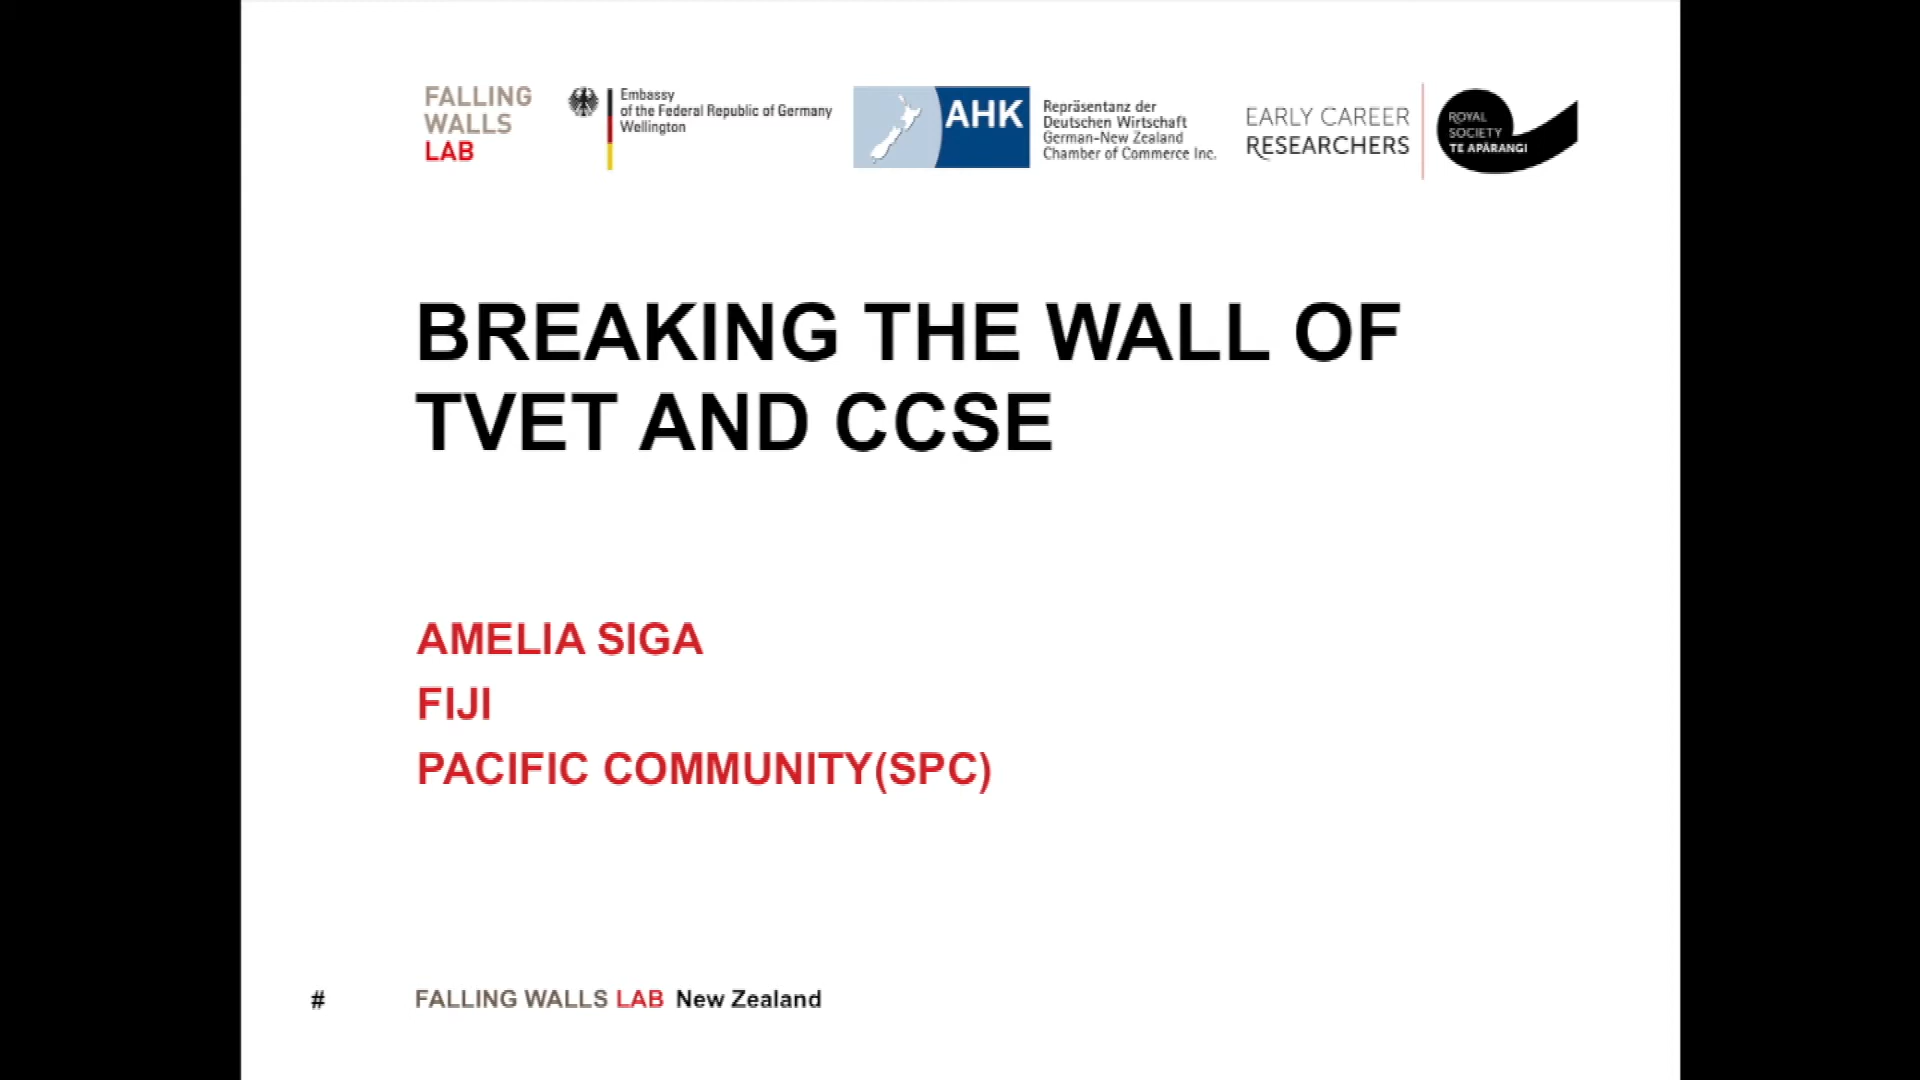 FALLING
WALLS
LAB
Embassy
of the Federal Republic of Germany
Wellington
AHK
Repräsentanz der
Deutschen Wirtschaft
German-New Zealand
Chamber of Commerce Inc.
EARLY CAREER
RESEARCHERS
ROYAL
SOCIETY
TE APĀRANGI
BREAKING THE WALL OF
TVET AND CCSE
AMELIA SIGA
FIJI
PACIFIC COMMUNITY(SPC)
# FALLING WALLS LAB New Zealand